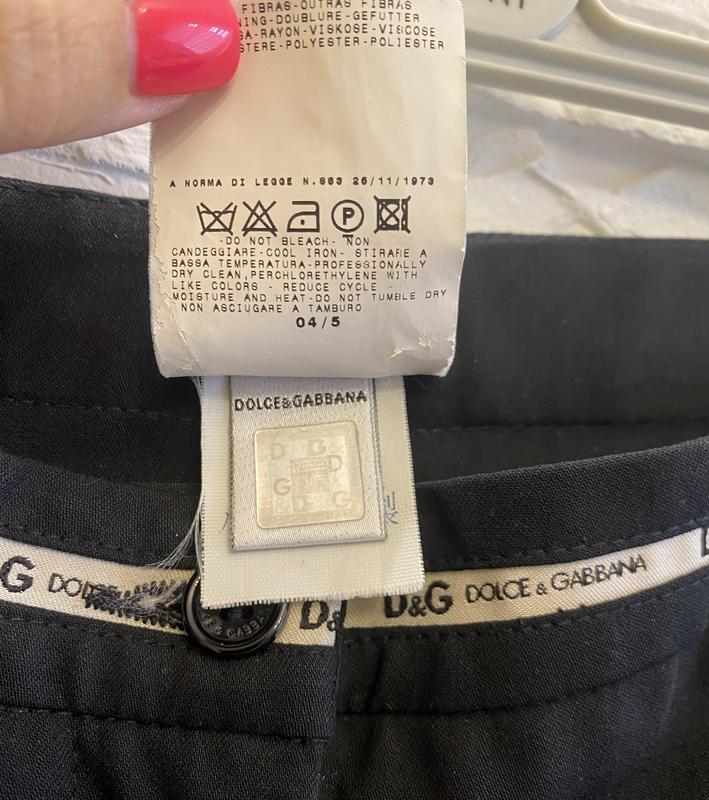 FIBRAS-OUTRAS FIBRAS
NING-DOUBLURE-GEFUTTER
SA-RAYON-VISKOSE-VISCOSE
STERE-POLYESTER-POLIESTER
A NORMA DI LEGGE N.883 26/11/1973
P
-DO NOT BLEACH- NON
CANDEGGIARE-COOL IRON- STIRARE A
BASSA TEMPERATURA-PROFESSIONALLY
DRY CLEAN,PERCHLORETHYLENE WITH
LIKE COLORS - REDUCE CYCLE -
MOISTURE AND HEAT-DO NOT TUMBLE DRY
NON ASCIUGARE A TAMBURO
04/5
DOLCE&GABBANA
D G&
D
G
& D& G
G DOLCE
D&
D&G DOLCE & GABBANA
E & GABBA